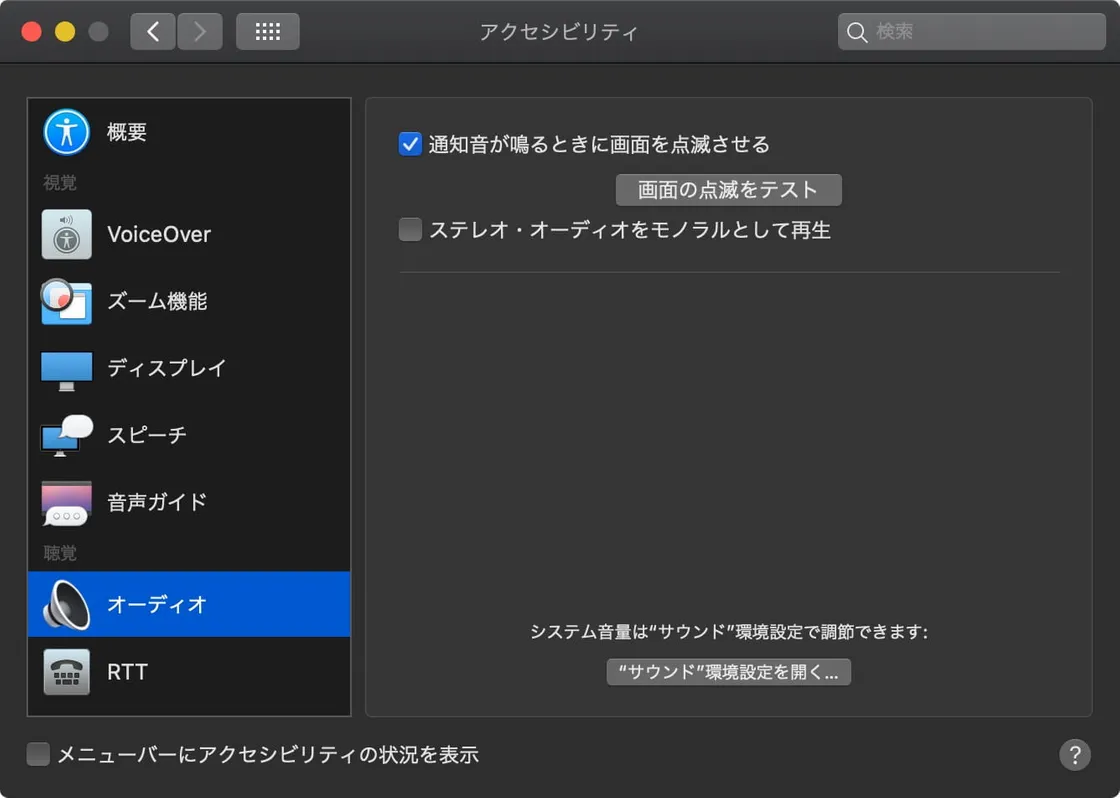 アクセシビリティ
検索
概要
視覚
VoiceOver
ズーム機能
ディスプレイ
スピーチ
音声ガイド
聴覚
オーディオ
RTT
通知音が鳴るときに画面を点滅させる
画面の点滅をテスト
ステレオ・オーディオをモノラルとして再生
システム音量は“サウンド”環境設定で調節できます:
“サウンド”環境設定を開く...
メニューバーにアクセシビリティの状況を表示
?